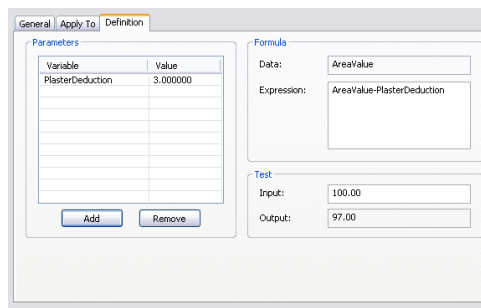 General Apply To Definition
Parameters
Variable Value
PlasterDeduction 3.000000
Add Remove
Formula
Data: AreaValue
Expression: AreaValue-PlasterDeduction
Test
Input: 100.00
Output: 97.00